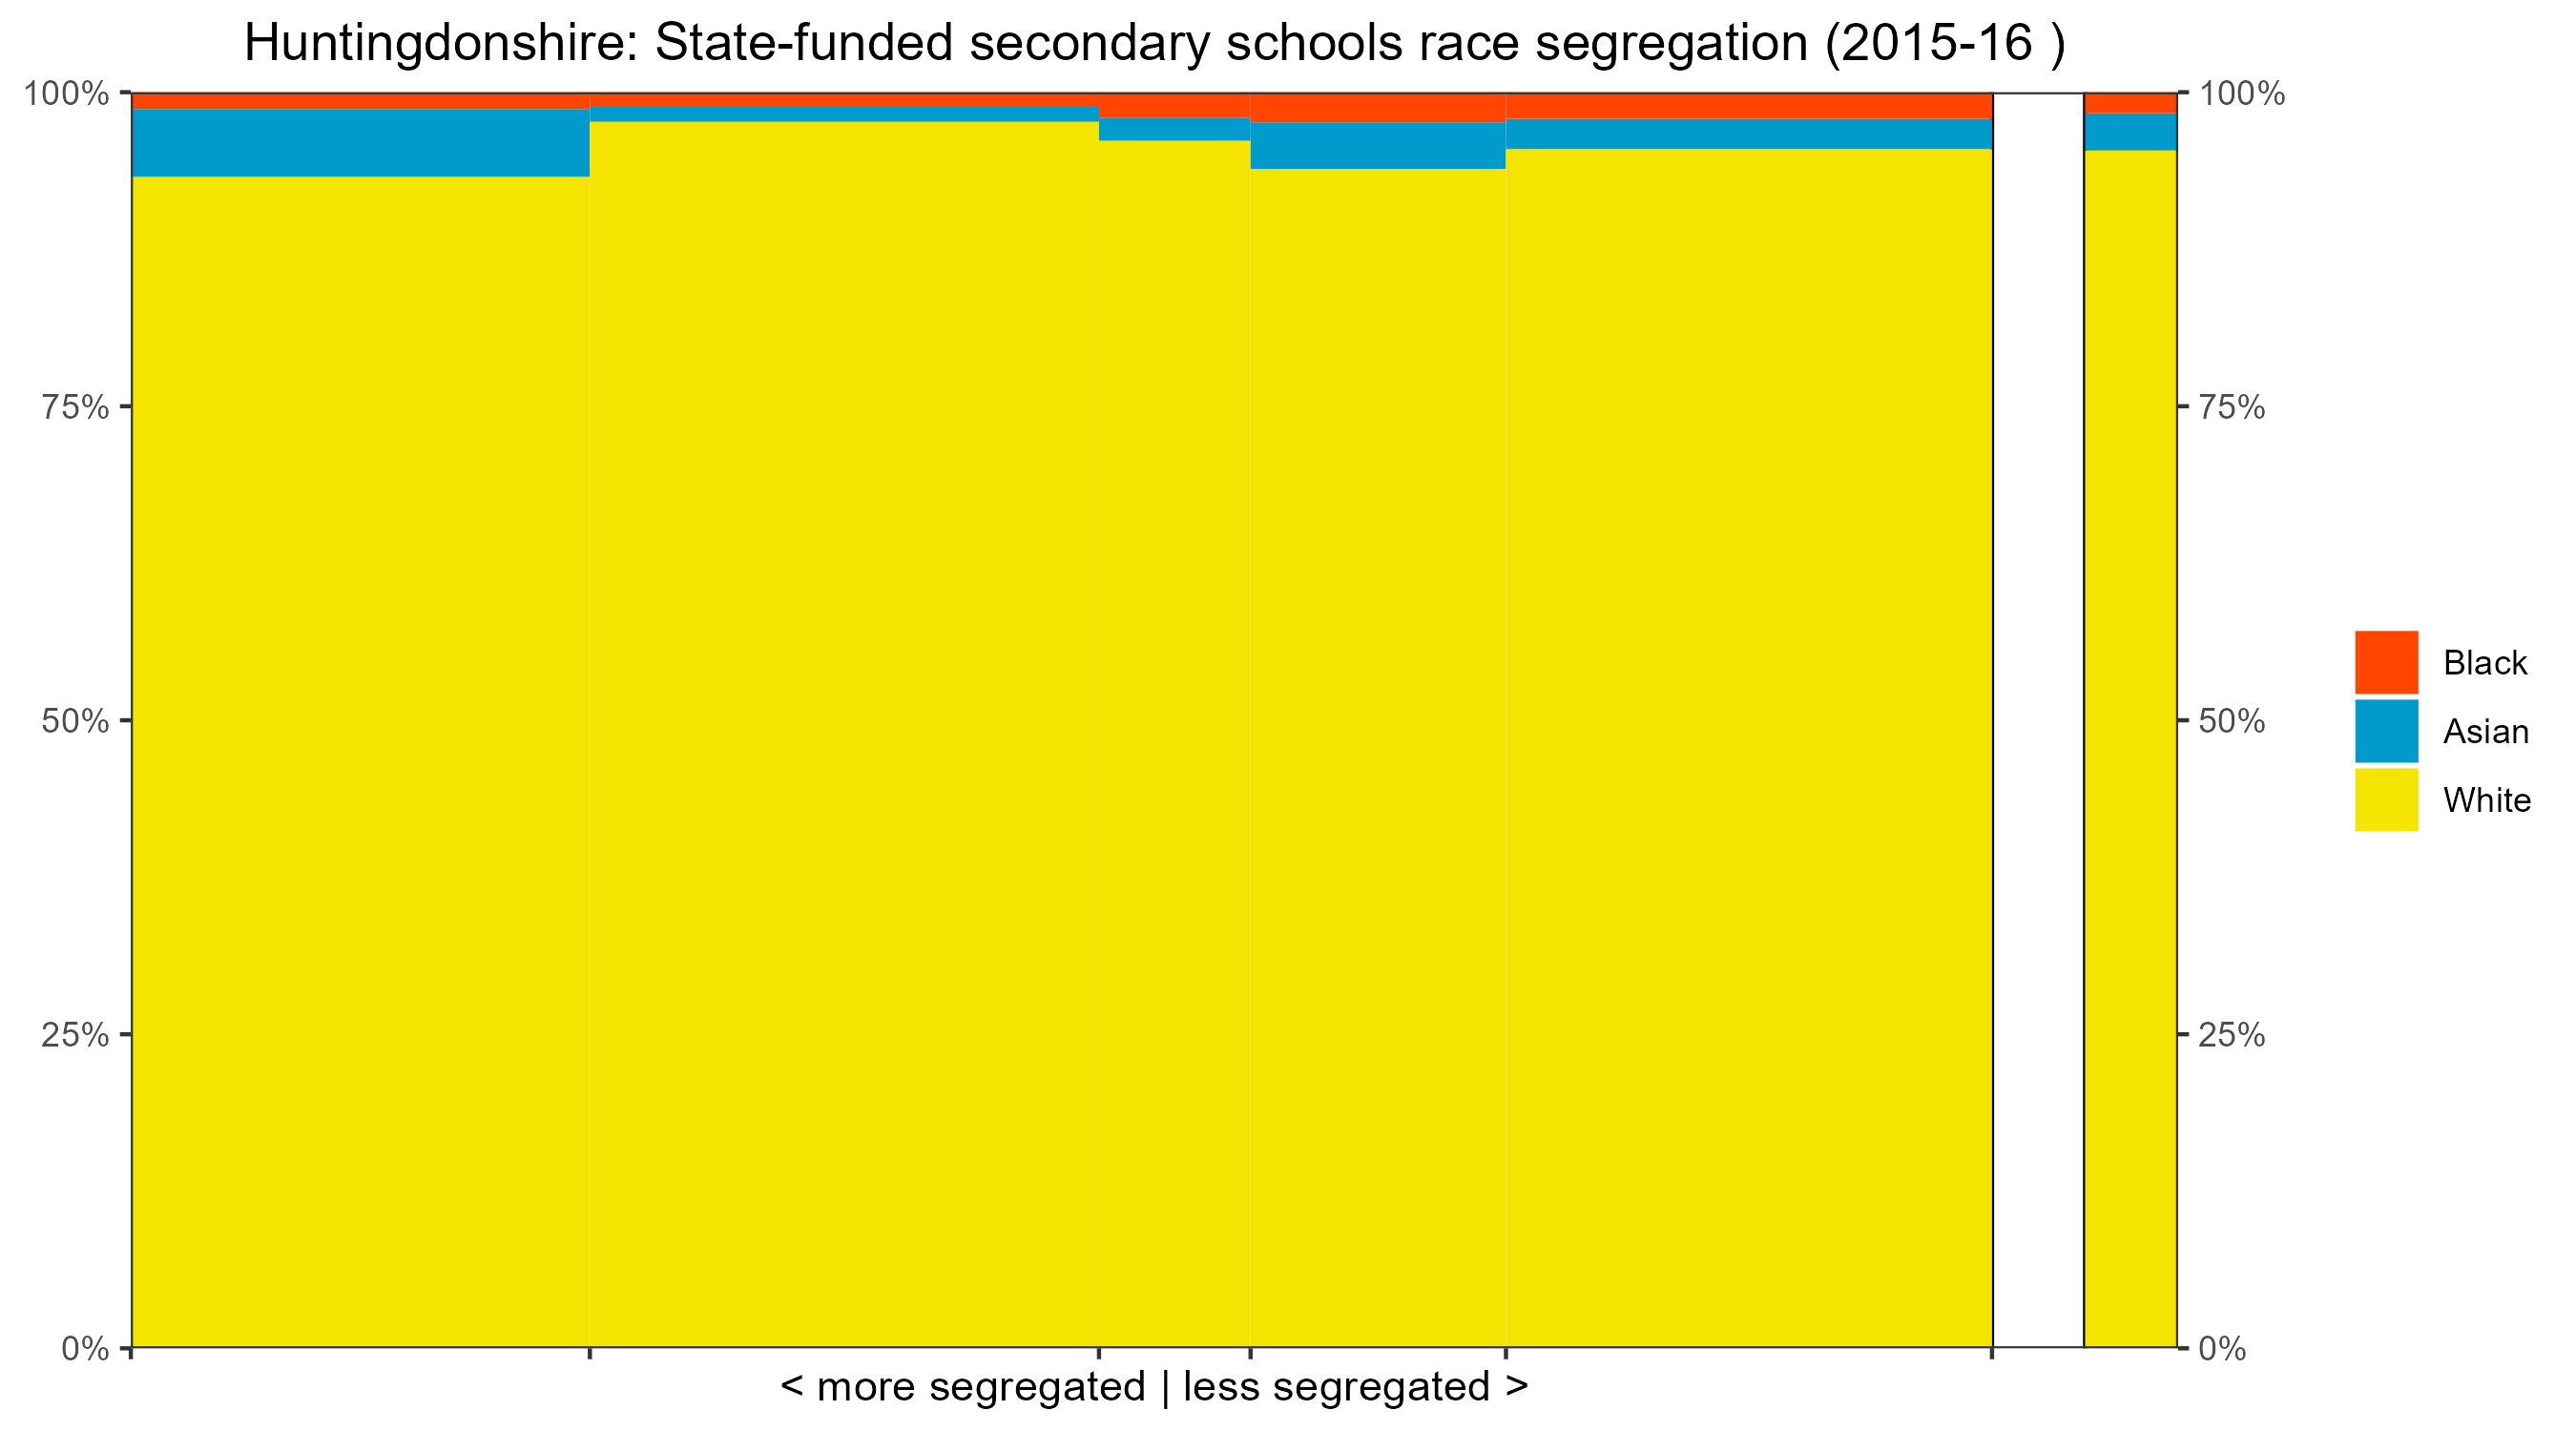 Huntingdonshire: State-funded secondary schools race segregation (2015-16 )
100%
75%
50%
25%
0%
100%
75%
50%
25%
0%
Black
Asian
White
< more segregated | less segregated >